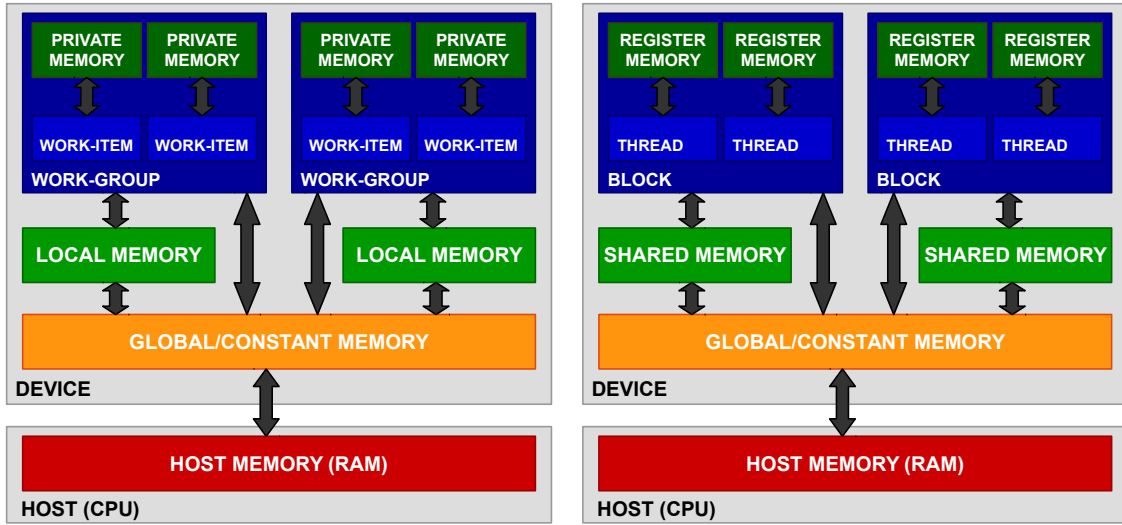 PRIVATE MEMORY
PRIVATE MEMORY
WORK-ITEM
WORK-ITEM
WORK-GROUP
PRIVATE MEMORY
PRIVATE MEMORY
WORK-ITEM
WORK-ITEM
WORK-GROUP
LOCAL MEMORY
LOCAL MEMORY
GLOBAL/CONSTANT MEMORY
DEVICE
HOST MEMORY (RAM)
HOST (CPU)
REGISTER MEMORY
REGISTER MEMORY
THREAD
THREAD
BLOCK
REGISTER MEMORY
REGISTER MEMORY
THREAD
THREAD
BLOCK
SHARED MEMORY
SHARED MEMORY
GLOBAL/CONSTANT MEMORY
DEVICE
HOST MEMORY (RAM)
HOST (CPU)